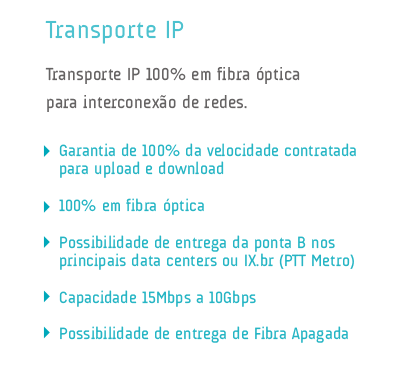 Transporte IP
Transporte IP 100% em fibra óptica
para interconexão de redes.
Garantia de 100% da velocidade contratada
para upload e download
100% em fibra óptica
Possibilidade de entrega da ponta B nos
principais data centers ou IX.br (PTT Metro)
Capacidade 15Mbps a 10Gbps
Possibilidade de entrega de Fibra Apagada